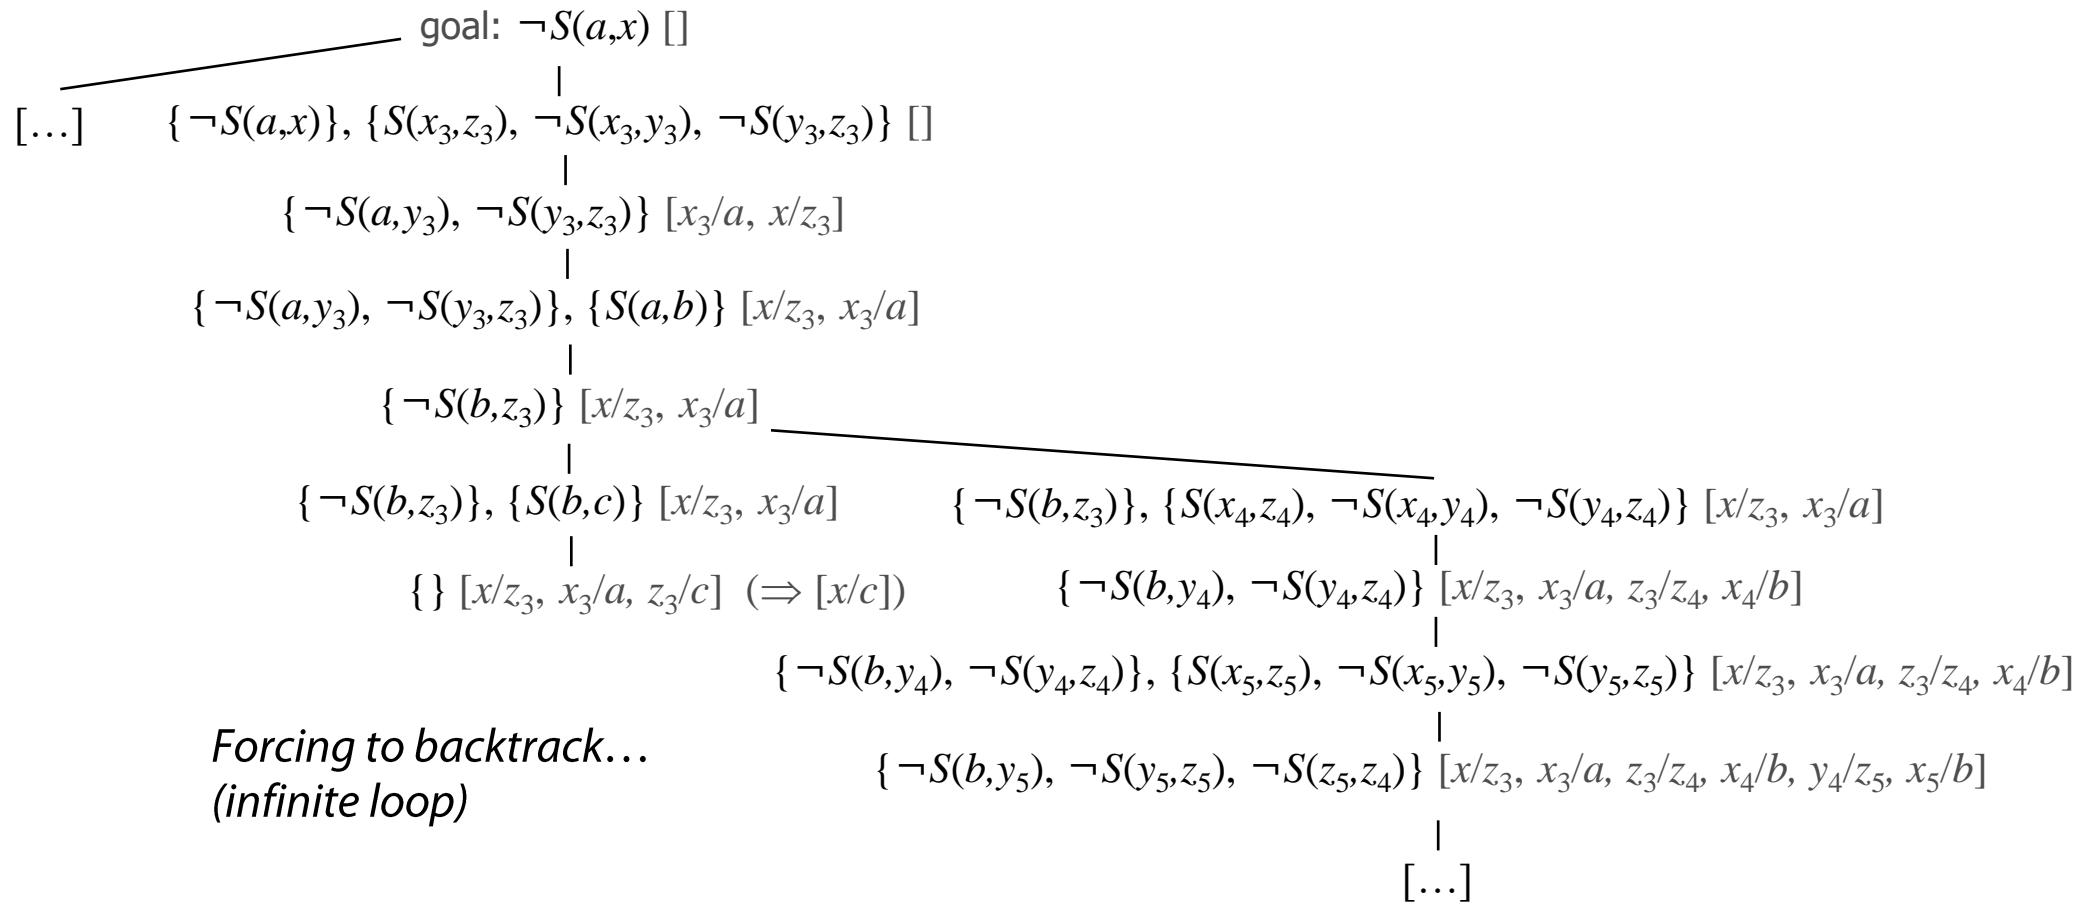 goal: ¬S(a,x) []
[…] {¬S(a,x)}, {S(x₃,z₃), ¬S(x₃,y₃), ¬S(y₃,z₃)} []
{¬S(a,y₃), ¬S(y₃,z₃)} [x₃/a, x/z₃]
{¬S(a,y₃), ¬S(y₃,z₃)}, {S(a,b)} [x/z₃, x₃/a]
{¬S(b,z₃)} [x/z₃, x₃/a]
{¬S(b,z₃)}, {S(b,c)} [x/z₃, x₃/a]
{} [x/z₃, x₃/a, z₃/c] (⇒ [x/c])
{¬S(b,z₃)}, {S(x₄,z₄), ¬S(x₄,y₄), ¬S(y₄,z₄)} [x/z₃, x₃/a]
{¬S(b,y₄), ¬S(y₄,z₄)} [x/z₃, x₃/a, z₃/z₄, x₄/b]
{¬S(b,y₄), ¬S(y₄,z₄)}, {S(x₅,z₅), ¬S(x₅,y₅), ¬S(y₅,z₅)} [x/z₃, x₃/a, z₃/z₄, x₄/b]
{¬S(b,y₅), ¬S(y₅,z₅), ¬S(z₅,z₄)} [x/z₃, x₃/a, z₃/z₄, x₄/b, y₄/z₅, x₅/b]
[…]
Forcing to backtrack…
(infinite loop)